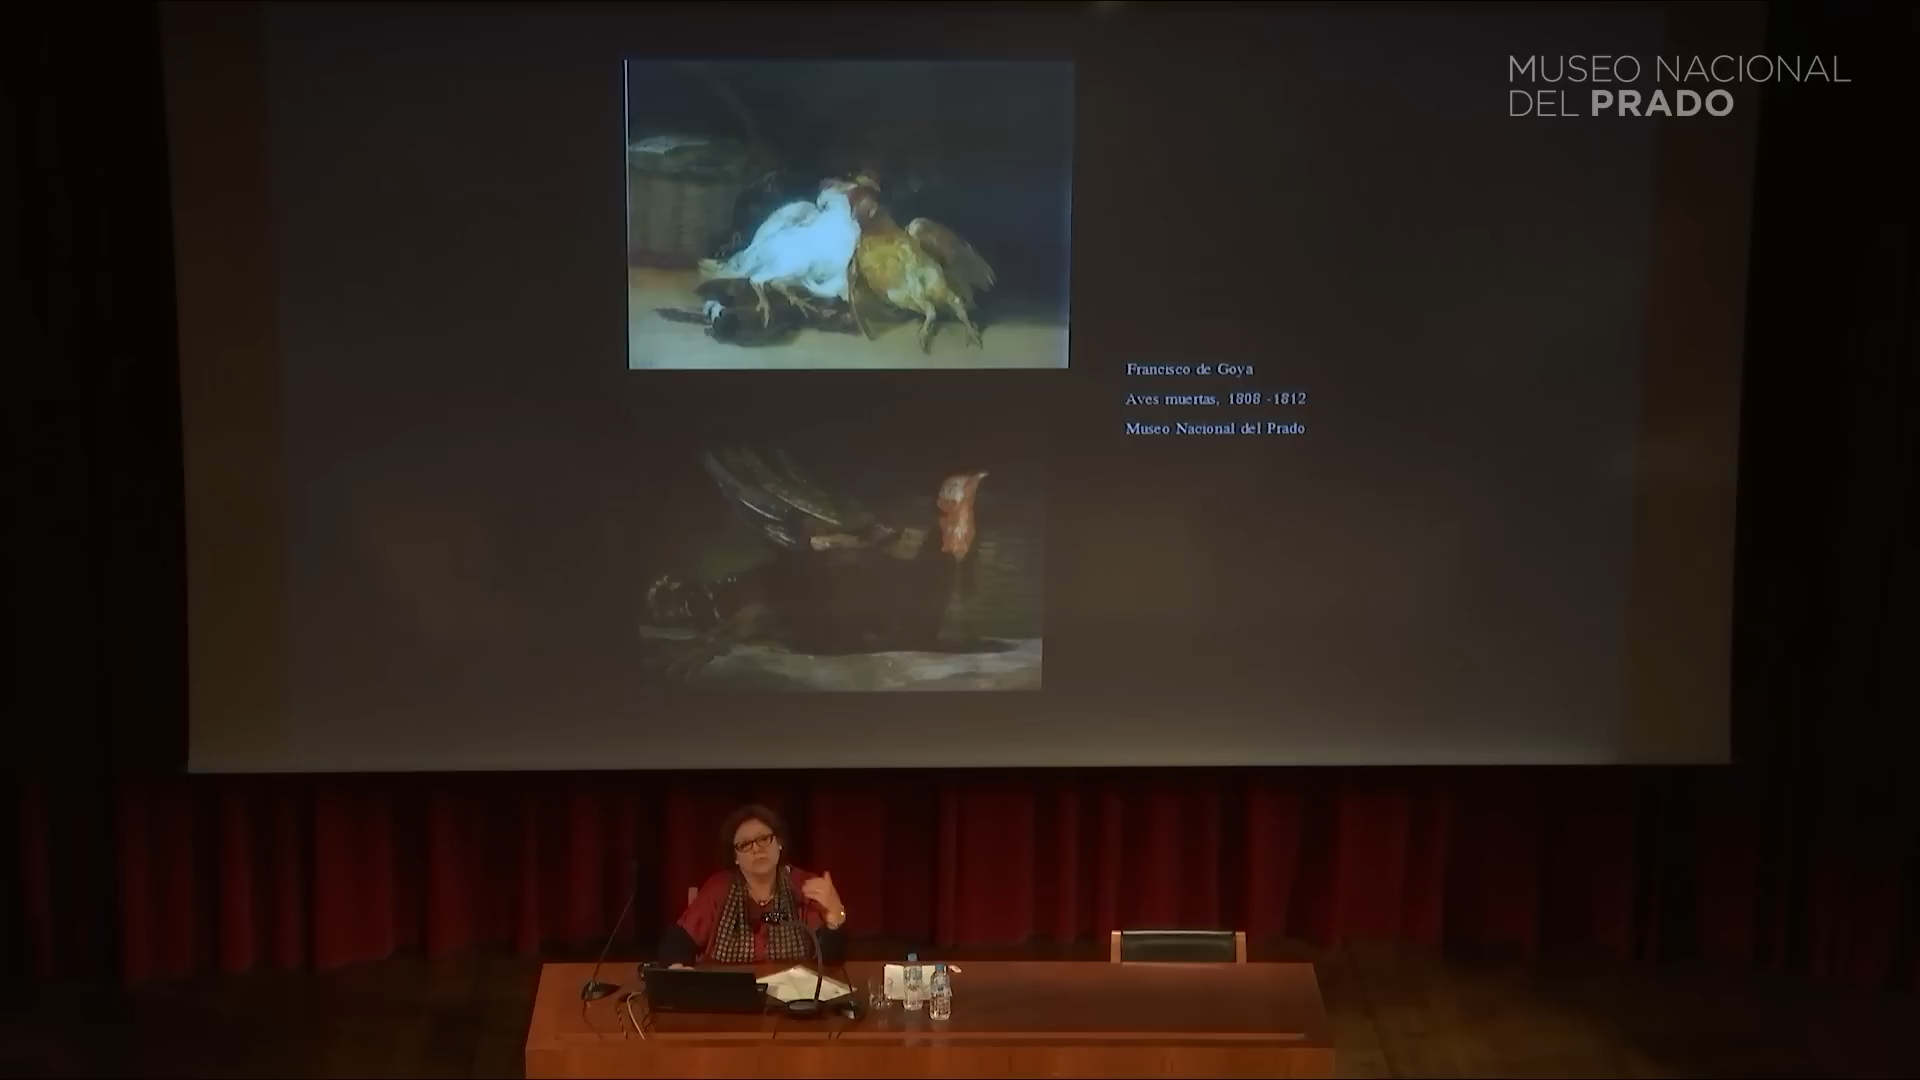 MUSEO NACIONAL
DEL PRADO
Francisco de Goya
Aves muertas, 1808 -1812
Museo Nacional del Prado